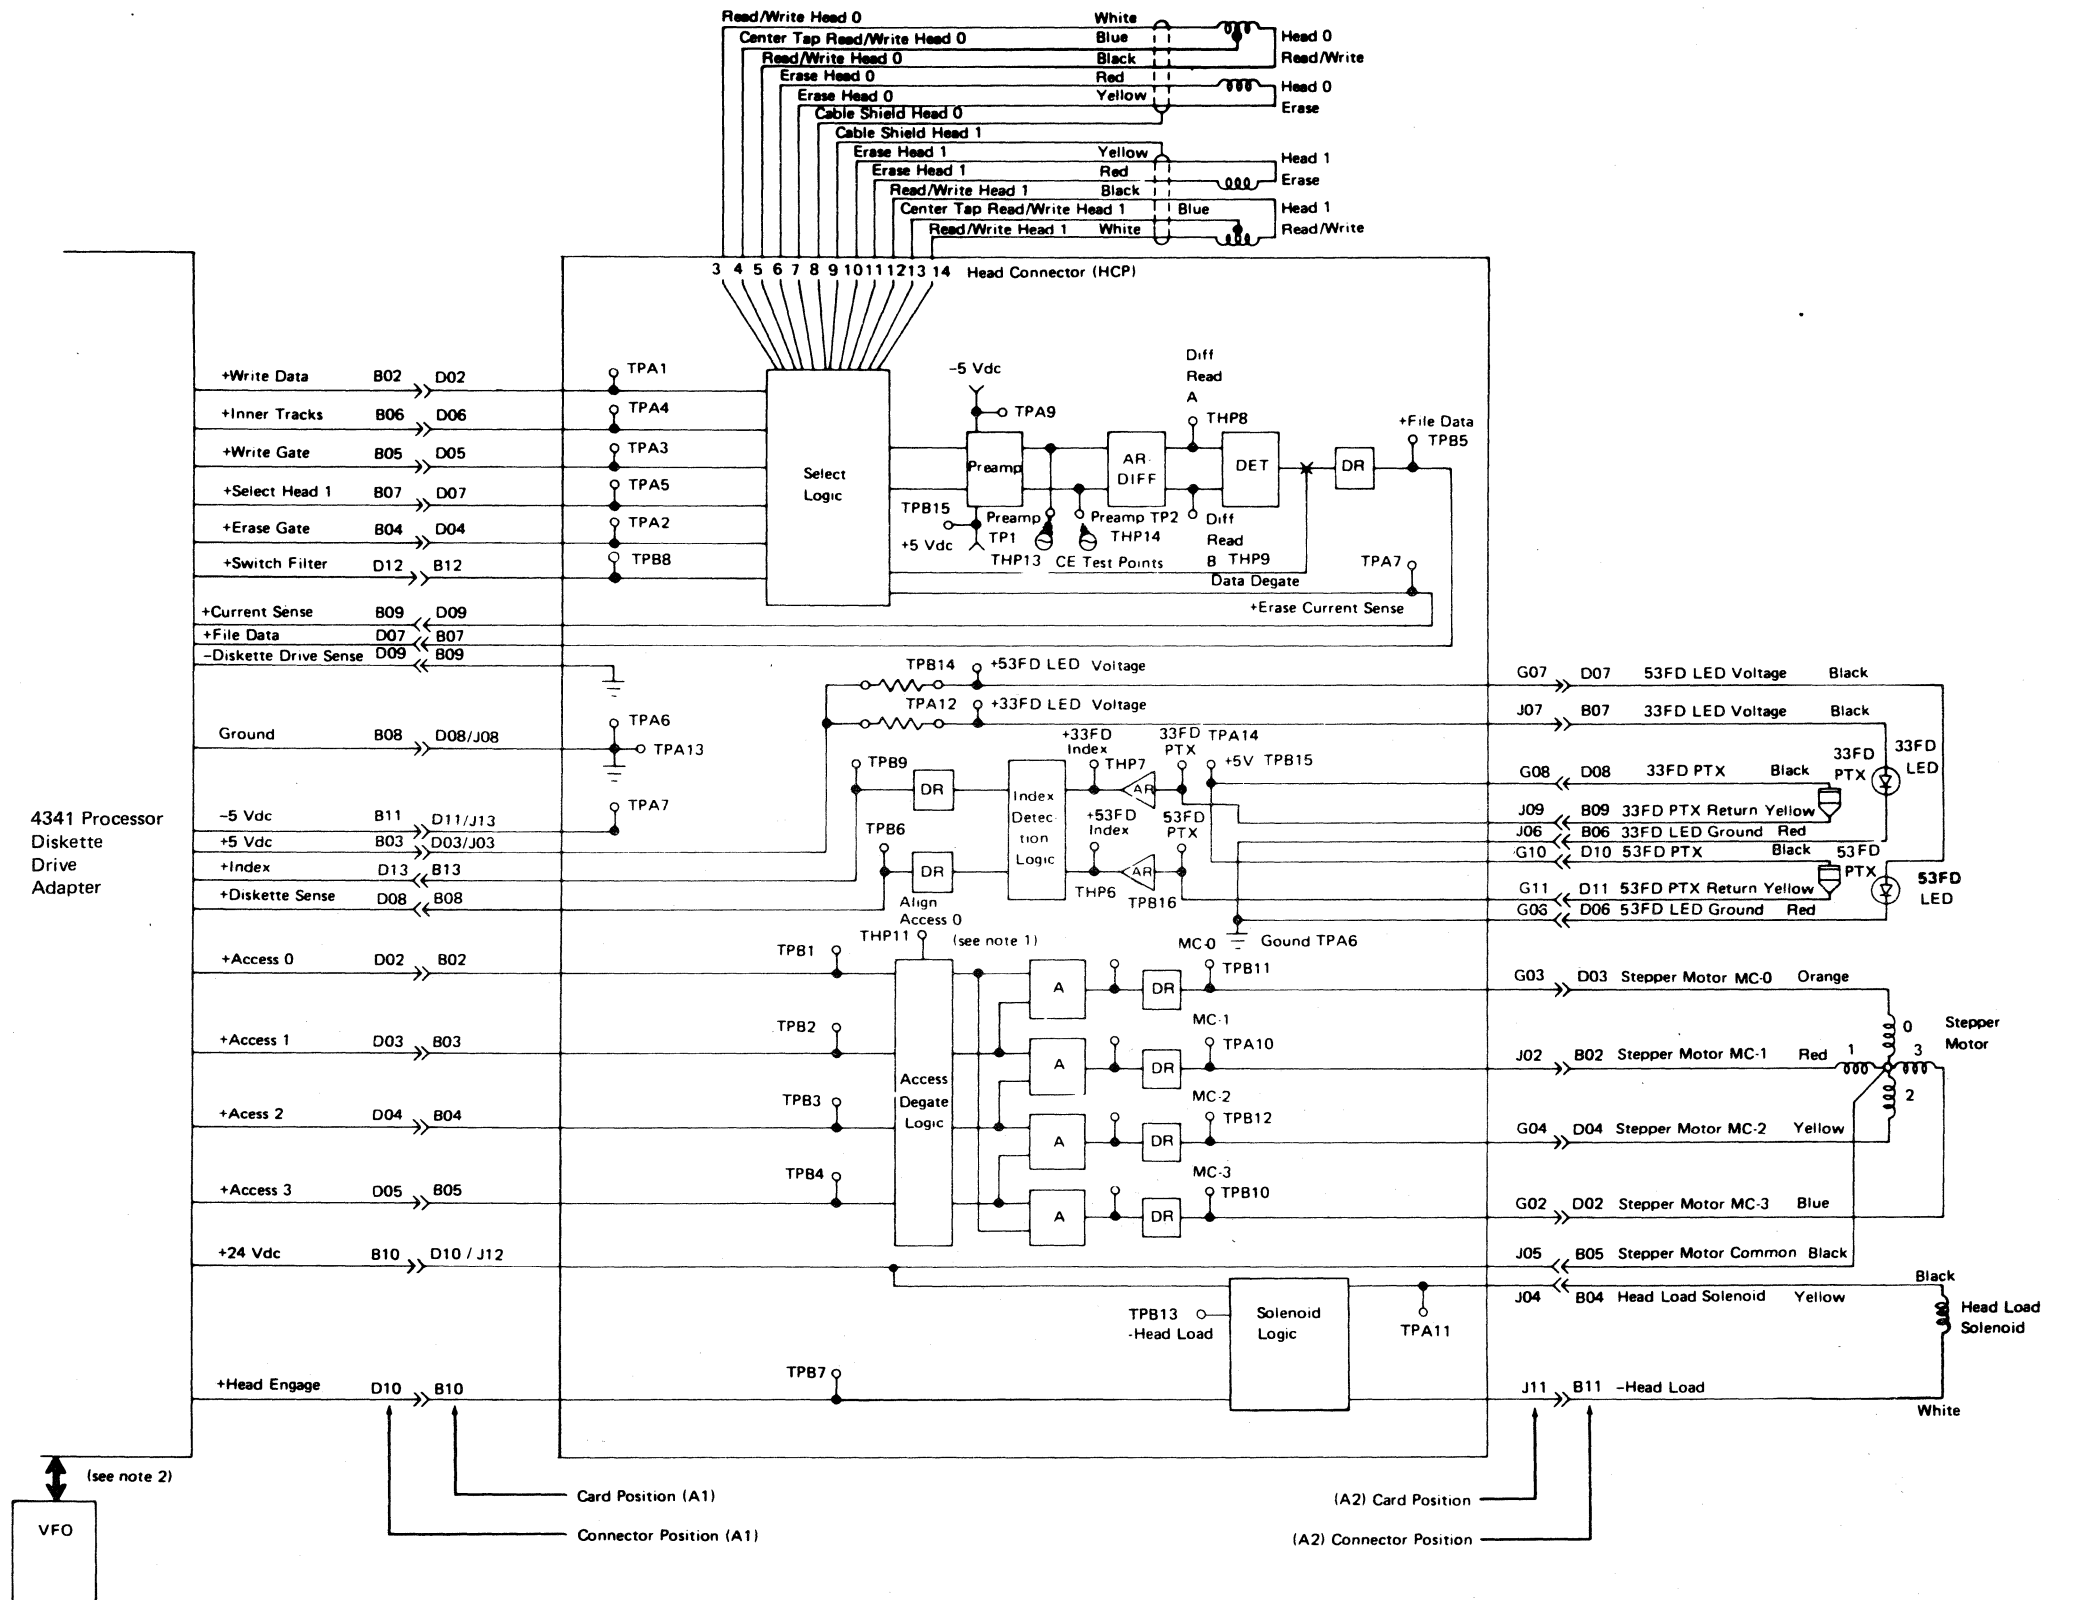 Read/Write Head 0 White
Center Tap Read/Write Head 0 Blue
Read/Write Head 0 Black
Head 0
Read/Write
Erase Head 0 Red
Erase Head 0 Yellow
Head 0
Erase
Cable Shield Head 0
Cable Shield Head 1
Erase Head 1 Yellow
Erase Head 1 Red
Head 1
Erase
Read/Write Head 1 Black
Center Tap Read/Write Head 1 Blue
Read/Write Head 1 White
Head 1
Read/Write
3 4 5 6 7 8 9 10 11 12 13 14 Head Connector (HCP)
4341 Processor
Diskette
Drive
Adapter
+Write Data B02 D02 TPA1
+Inner Tracks B06 D06 TPA4
+Write Gate B05 D05 TPA3
+Select Head 1 B07 D07 TPA5
+Erase Gate B04 D04 TPA2
+Switch Filter D12 B12 TPB8
+Current Sense B09 D09
+File Data D07 B07
-Diskette Drive Sense D09 B09
Select
Logic
-5 Vdc
TPA9
Preamp
TPB15
+5 Vdc
Preamp
TP1
THP13
Preamp TP2
THP14
CE Test Points
AR-
DIFF
Diff
Read
A
THP8
Diff
Read
B THP9
DET
DR
+File Data
TPB5
Data Degate
TPA7
+Erase Current Sense
TPB14 +53FD LED Voltage
TPA12 +33FD LED Voltage
Ground B08 D08/J08
TPA6
TPA13
TPA7
-5 Vdc B11 D11/J13
+5 Vdc B03 D03/J03
+Index D13 B13
+Diskette Sense D08 B08
TPB9
DR
TPB6
DR
Index
Detec-
tion
Logic
+33FD
Index
THP7
AR
33FD
PTX
TPA14
+5V TPB15
+53FD
Index
THP6
AR
53FD
PTX
TPB16
Gound TPA6
G07 D07 53FD LED Voltage Black
J07 B07 33FD LED Voltage Black
G08 D08 33FD PTX Black
J09 B09 33FD PTX Return Yellow
J06 B06 33FD LED Ground Red
G10 D10 53FD PTX Black
G11 D11 53FD PTX Return Yellow
G06 D06 53FD LED Ground Red
33FD
PTX
33FD
LED
53FD
PTX
53FD
LED
Align
Access 0
THP11
(see note 1)
+Access 0 D02 B02 TPB1
+Access 1 D03 B03 TPB2
+Acess 2 D04 B04 TPB3
+Access 3 D05 B05 TPB4
Access
Degate
Logic
A DR MC-0 TPB11
A DR MC-1 TPA10
A DR MC-2 TPB12
A DR MC-3 TPB10
G03 D03 Stepper Motor MC-0 Orange
J02 B02 Stepper Motor MC-1 Red
G04 D04 Stepper Motor MC-2 Yellow
G02 D02 Stepper Motor MC-3 Blue
J05 B05 Stepper Motor Common Black
0
1
3
2
Stepper
Motor
+24 Vdc B10 D10 / J12
TPB13
-Head Load
Solenoid
Logic
TPA11
J04 B04 Head Load Solenoid Yellow
Black
Head Load
Solenoid
+Head Engage D10 B10 TPB7
J11 B11 -Head Load
White
(see note 2)
VFO
Card Position (A1)
Connector Position (A1)
(A2) Card Position
(A2) Connector Position